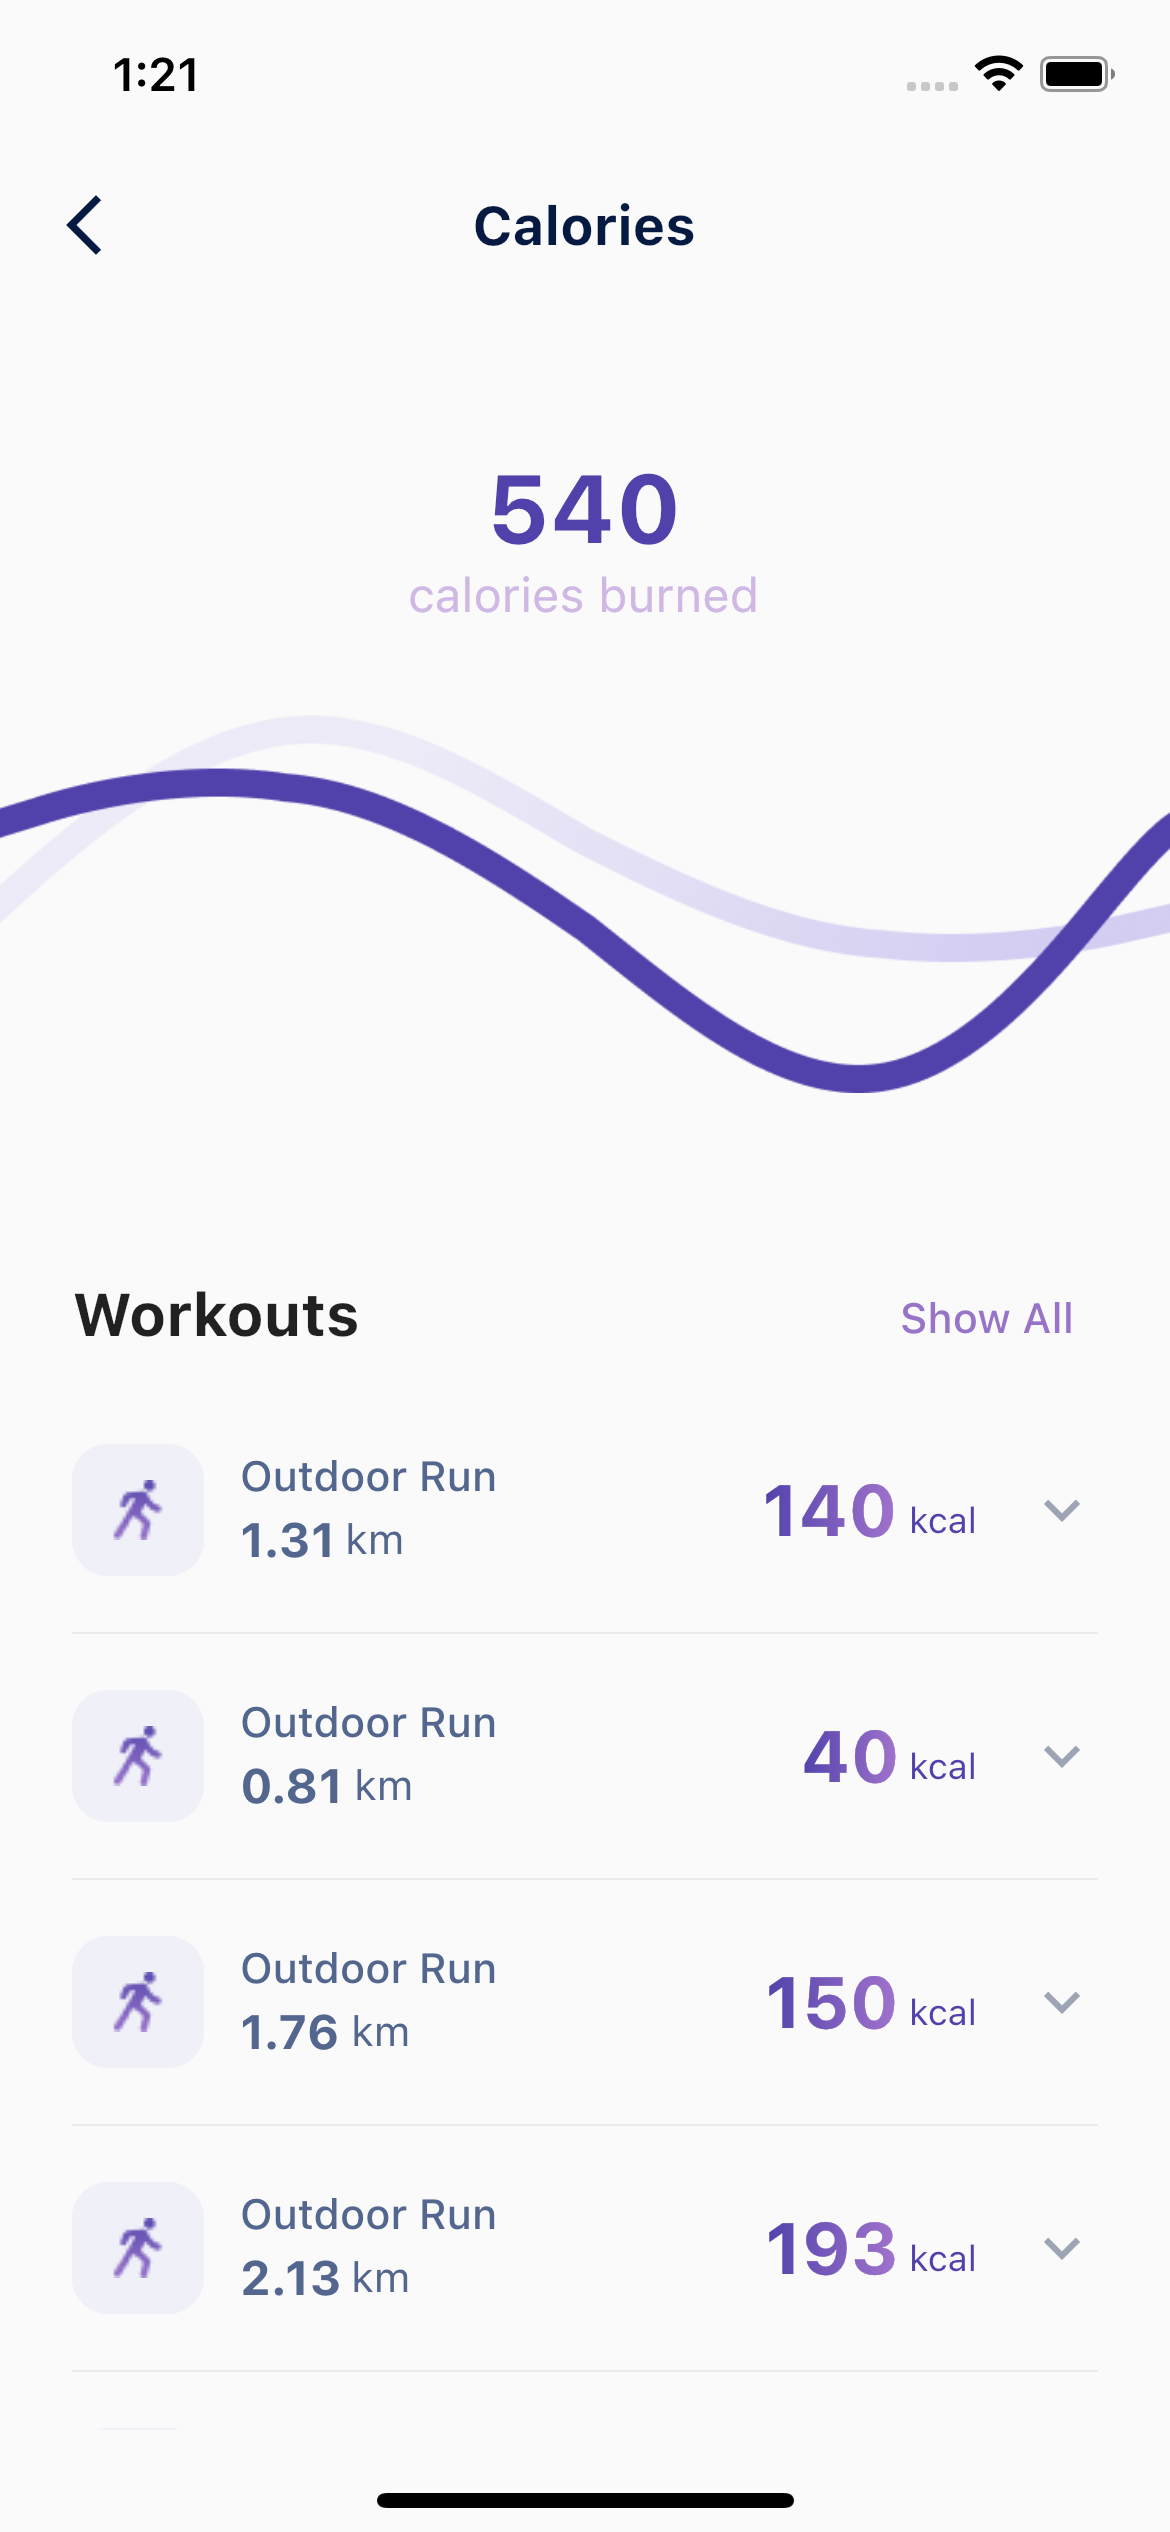 1:21
Calories
540
calories burned
Workouts
Show All
Outdoor Run
1.31 km
140 kcal
Outdoor Run
0.81 km
40 kcal
Outdoor Run
1.76 km
150 kcal
Outdoor Run
2.13 km
193 kcal